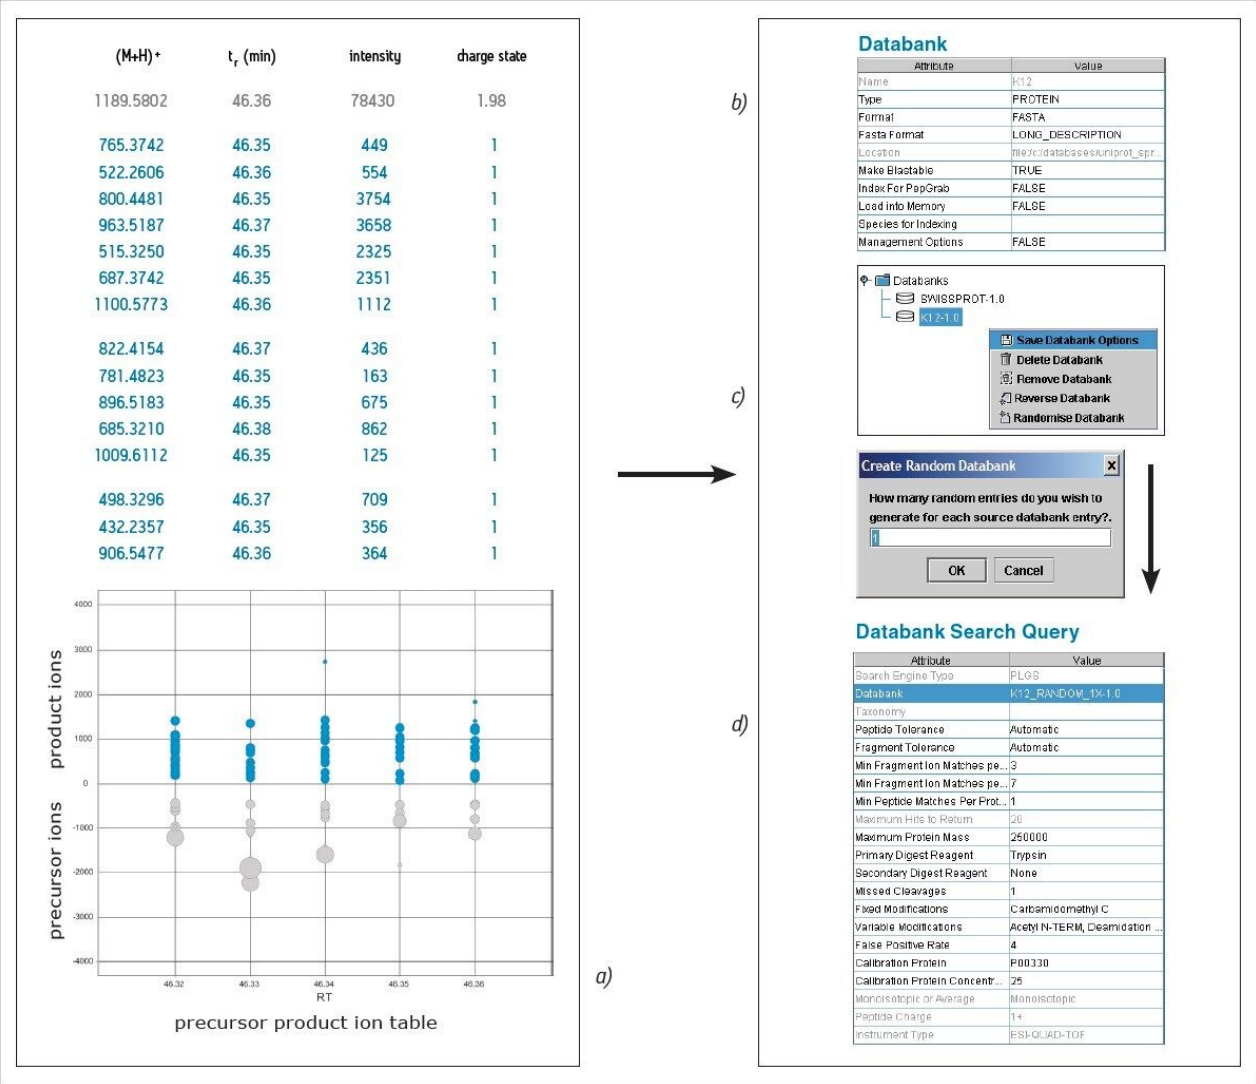 (M+H)+ tr (min) intensity charge state
1189.5802 46.36 78430 1.98
765.3742 46.35 449 1
522.2606 46.36 554 1
800.4481 46.35 3754 1
963.5187 46.37 3658 1
515.3250 46.35 2325 1
687.3742 46.35 2351 1
1100.5773 46.36 1112 1
822.4154 46.37 436 1
781.4823 46.35 163 1
896.5183 46.35 675 1
685.3210 46.38 862 1
1009.6112 46.35 125 1
498.3296 46.37 709 1
432.2357 46.35 356 1
906.5477 46.36 364 1
product ions
precursor ions
4000
3000
2000
1000
0
-1000
-2000
-3000
-4000
46.32 46.33 46.34 46.35 46.36
RT
precursor product ion table
a)
b)
Databank
Attribute Value
Name K12
Type PROTEIN
Format FASTA
Fasta Format LONG_DESCRIPTION
Location file:/c:/databases/uniprot_spr...
Make Blastable TRUE
Index For PepGrab FALSE
Load into Memory FALSE
Species for Indexing
Management Options FALSE
c)
Databanks
SWISSPROT-1.0
K12-1.0
Save Databank Options
Delete Databank
Remove Databank
Reverse Databank
Randomise Databank
Create Random Databank x
How many random entries do you wish to
generate for each source databank entry?.
1
OK Cancel
d)
Databank Search Query
Attribute Value
Search Engine Type PLGS
Databank K12_RANDOM_1X-1.0
Taxonomy
Peptide Tolerance Automatic
Fragment Tolerance Automatic
Min Fragment Ion Matches pe... 3
Min Fragment Ion Matches pe... 7
Min Peptide Matches Per Prot... 1
Maximum Hits to Return 20
Maximum Protein Mass 250000
Primary Digest Reagent Trypsin
Secondary Digest Reagent None
Missed Cleavages 1
Fixed Modifications Carbamidomethyl C
Variable Modifications Acetyl N-TERM, Deamidation ...
False Positive Rate 4
Calibration Protein P00330
Calibration Protein Concentr... 25
Monoisotopic or Average Monoisotopic
Peptide Charge 1+
Instrument Type ESI-QUAD-TOF